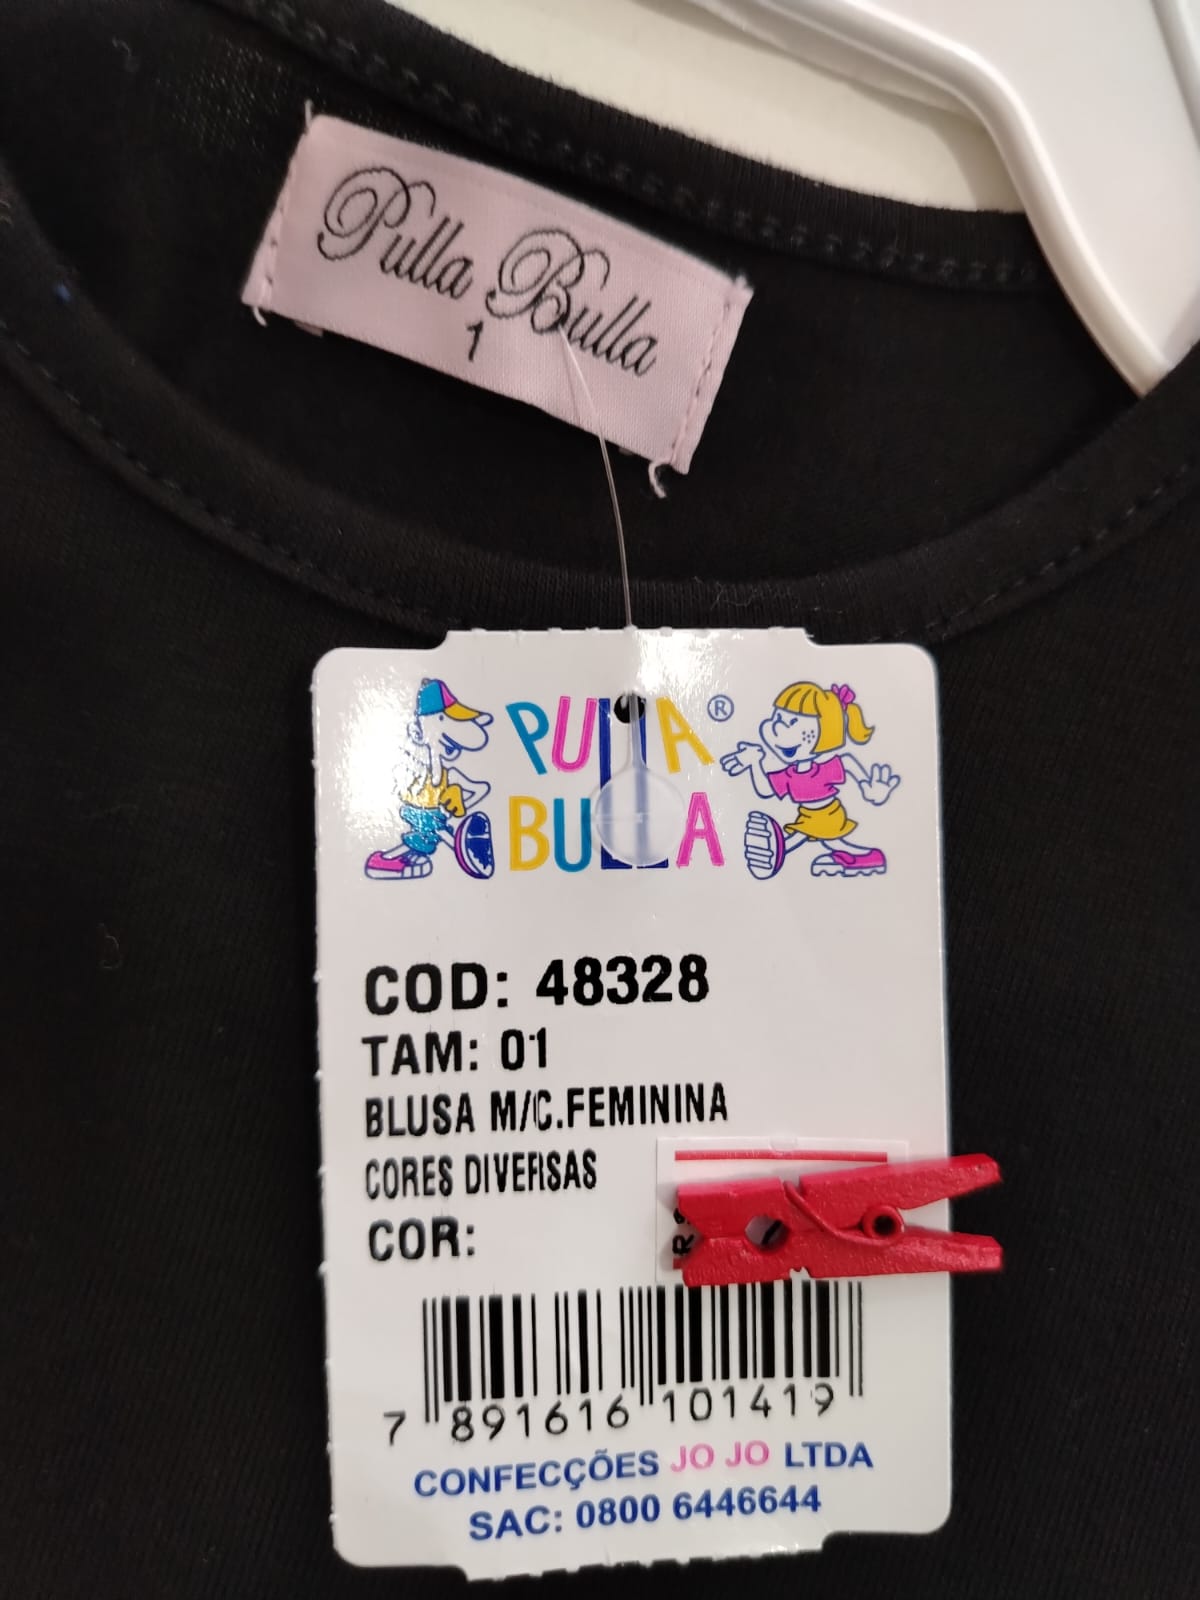 Pulla Bulla
1
PULLA ®
BULLA
COD: 48328
TAM: 01
BLUSA M/C.FEMININA
CORES DIVERSAS
COR:
7 891616 101419
CONFECÇÕES JO JO LTDA
SAC: 0800 6446644